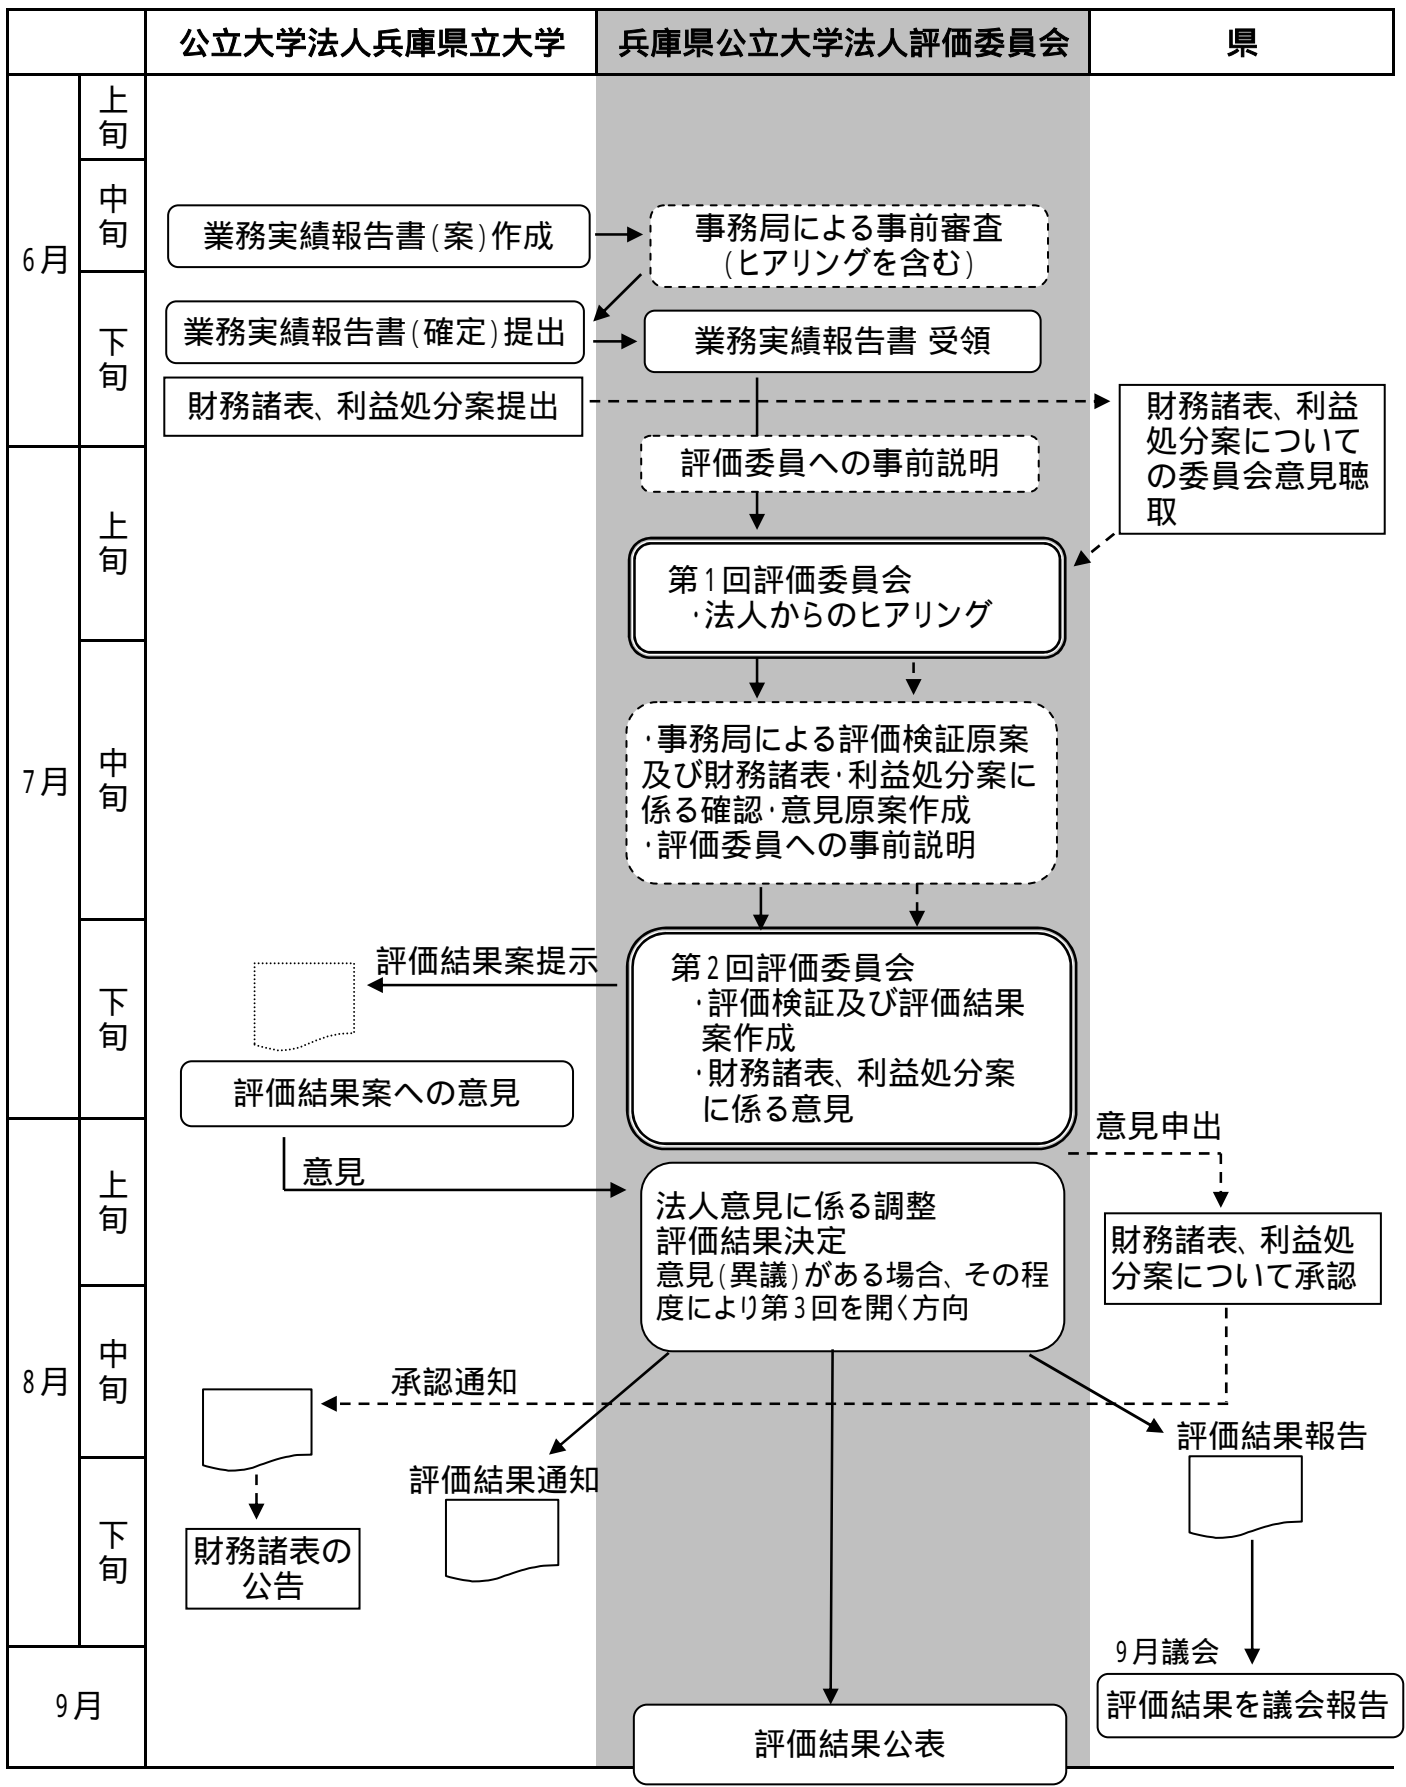 公立大学法人兵庫県立大学
兵庫県公立大学法人評価委員会
県
6月
上旬
中旬
下旬
業務実績報告書(案)作成
事務局による事前審査
(ヒアリングを含む)
業務実績報告書(確定)提出
業務実績報告書 受領
財務諸表、利益処分案提出
財務諸表、利益
処分案について
の委員会意見聴
取
評価委員への事前説明
7月
上旬
中旬
下旬
第1回評価委員会
・法人からのヒアリング
・事務局による評価検証原案
及び財務諸表・利益処分案に
係る確認・意見原案作成
・評価委員への事前説明
評価結果案提示
第2回評価委員会
・評価検証及び評価結果
案作成
・財務諸表、利益処分案
に係る意見
評価結果案への意見
意見申出
8月
上旬
中旬
下旬
意見
法人意見に係る調整
評価結果決定
意見(異議)がある場合、その程
度により第3回を開く方向
財務諸表、利益処
分案について承認
承認通知
評価結果通知
評価結果報告
財務諸表の
公告
9月
9月議会
評価結果を議会報告
評価結果公表